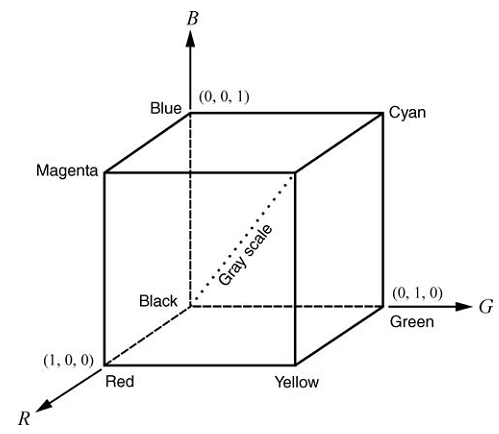 B
Blue
(0, 0, 1)
Cyan
Magenta
Gray scale
Black
(0, 1, 0)
G
Green
(1, 0, 0)
Red
Yellow
R